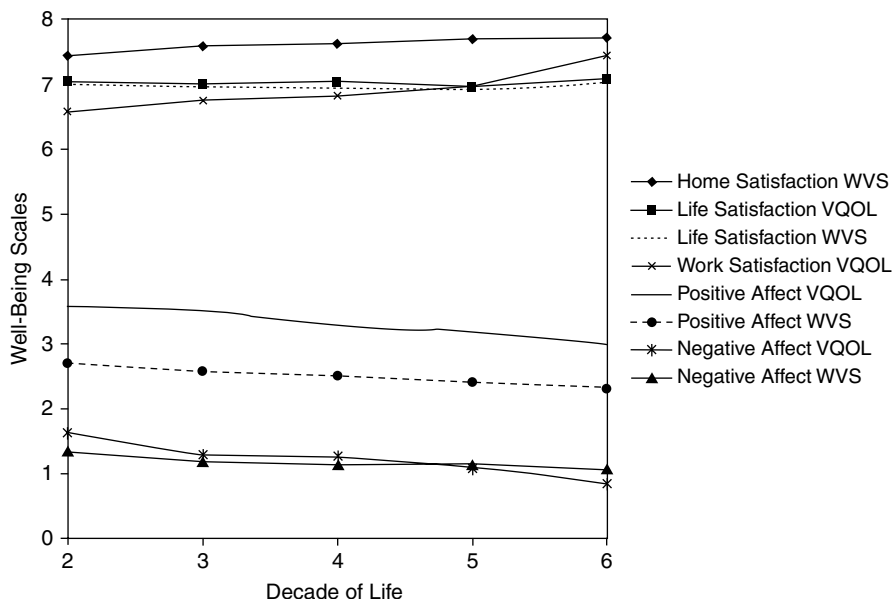 8
7
6
5
4
3
2
1
0
Well-Being Scales
2 3 4 5 6
Decade of Life
Home Satisfaction WVS
Life Satisfaction VQOL
Life Satisfaction WVS
Work Satisfaction VQOL
Positive Affect VQOL
Positive Affect WVS
Negative Affect VQOL
Negative Affect WVS